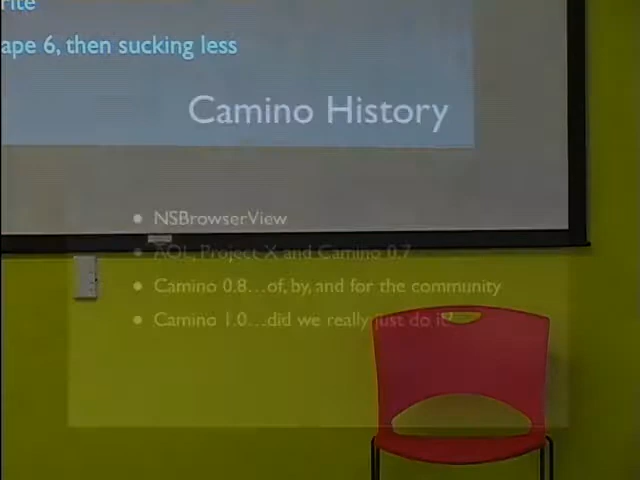 rite
ape 6, then sucking less
Camino History
• NSBrowserView
• AOL, Project X and Camino 0.7
• Camino 0.8...of, by, and for the community
• Camino 1.0...did we really just do it?